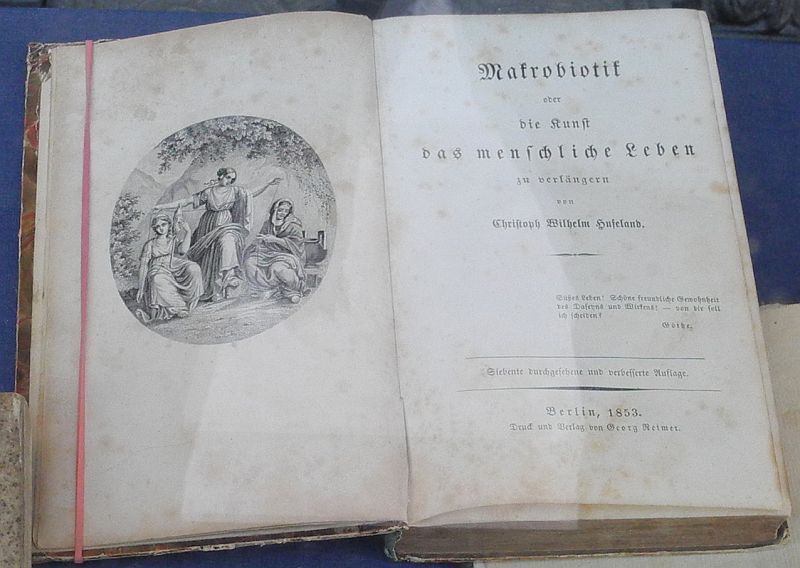 Makrobiotik
oder
die Kunst
das menschliche Leben
zu verlängern
von
Christoph Wilhelm Hufeland.
Süßes Leben! Schöne freundliche Gewohnheit
des Daseyns und Wirkens! — von dir soll
ich scheiden?
Göthe.
Siebente durchgesehene und verbesserte Auflage.
Berlin, 1853.
Druck und Verlag von Georg Reimer.